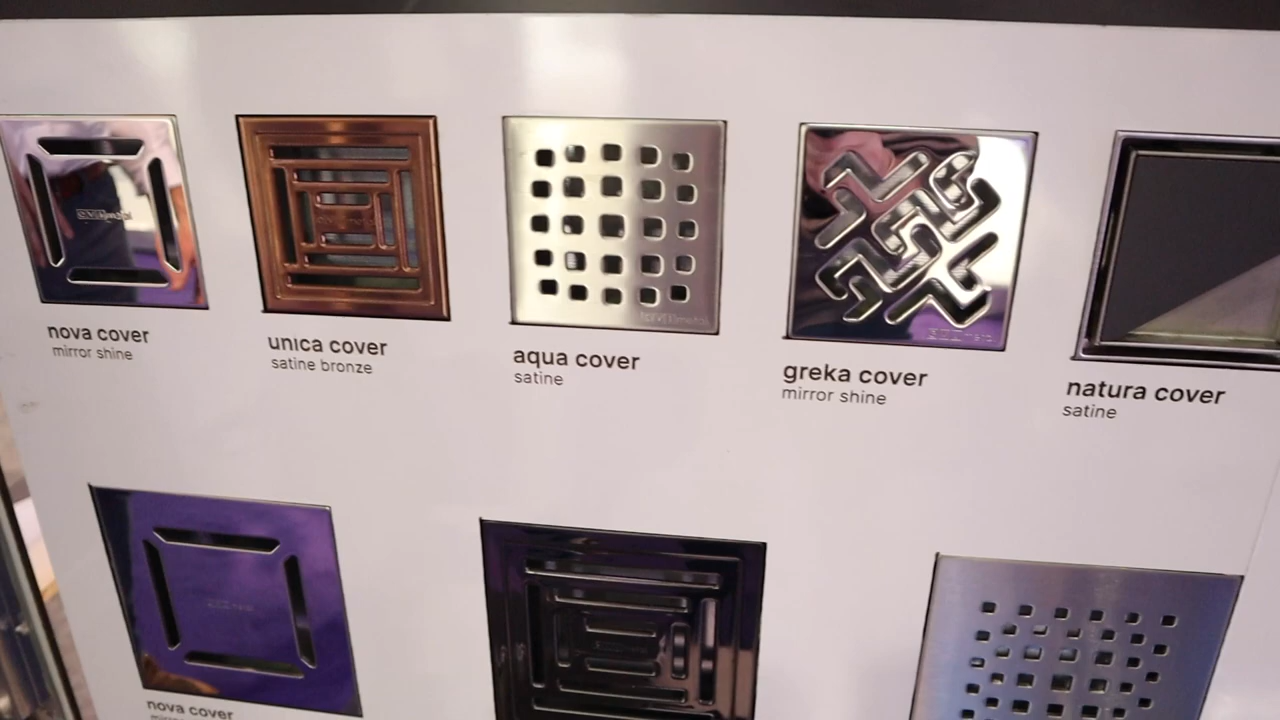 nova cover
mirror shine
unica cover
satine bronze
aqua cover
satine
greka cover
mirror shine
natura cover
satine
nova cover